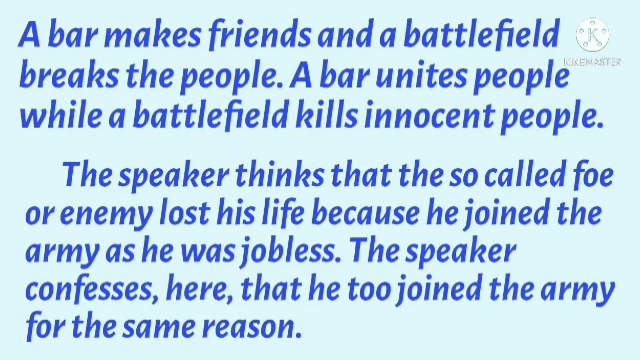 A bar makes friends and a battlefield
breaks the people. A bar unites people
while a battlefield kills innocent people.
The speaker thinks that the so called foe
or enemy lost his life because he joined the
army as he was jobless. The speaker
confesses, here, that he too joined the army
for the same reason.
K
KINEMASTER